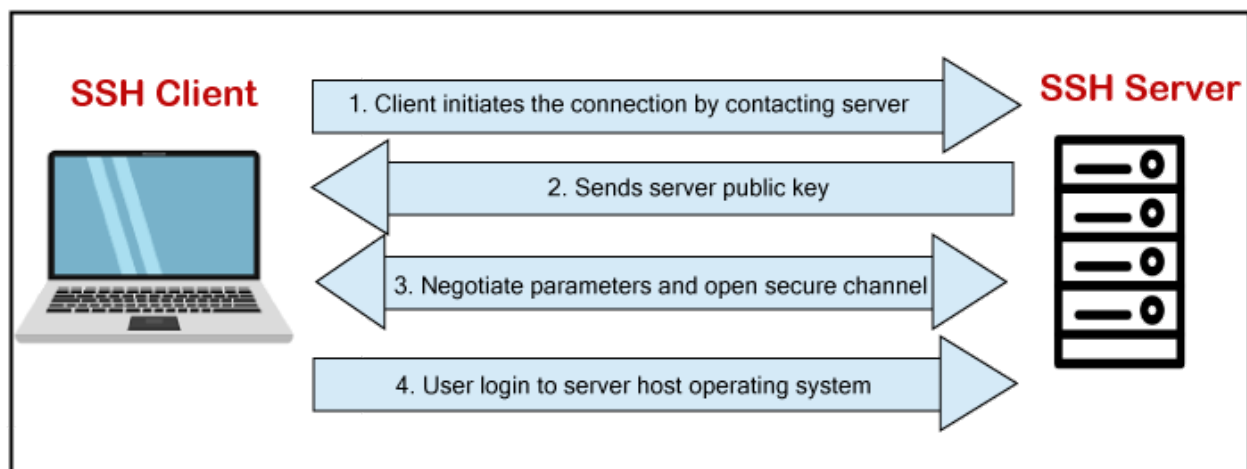 SSH Client
SSH Server
1. Client initiates the connection by contacting server
2. Sends server public key
3. Negotiate parameters and open secure channel
4. User login to server host operating system